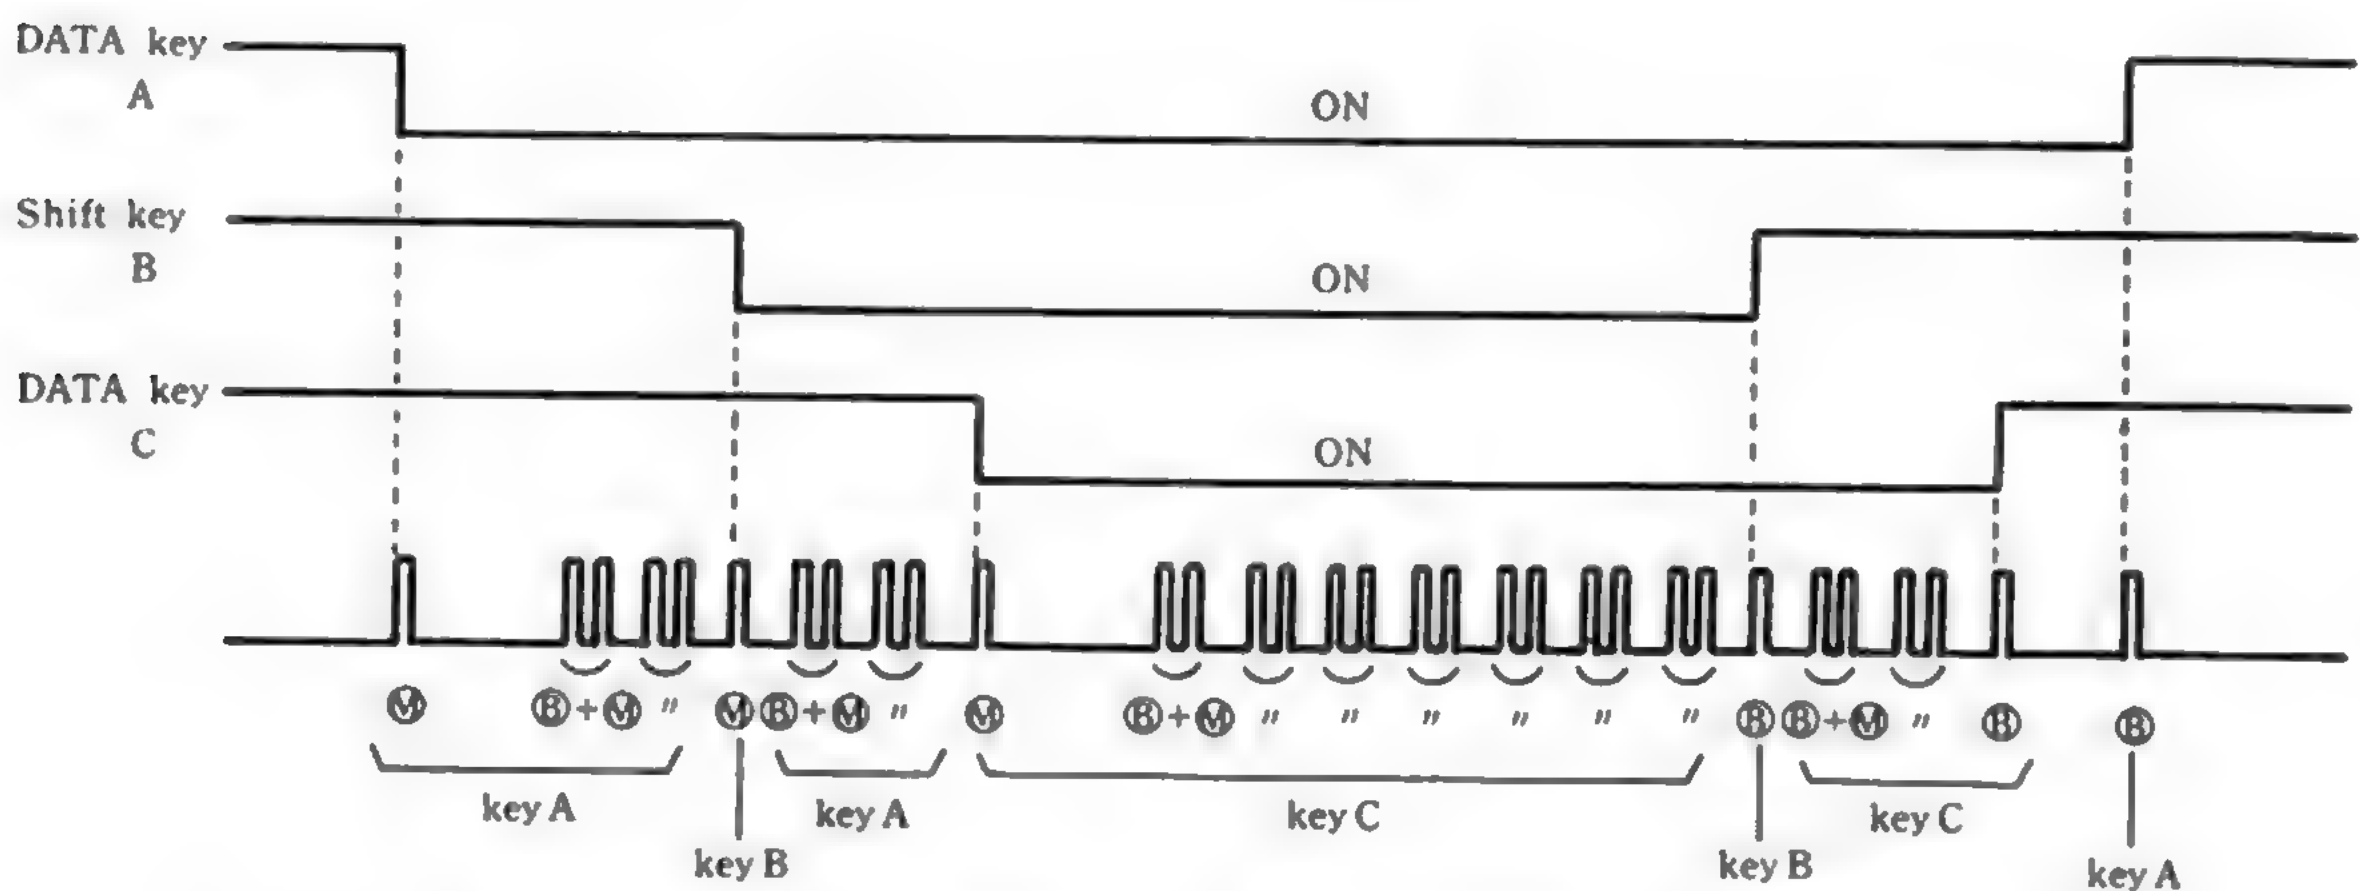 DATA key
A
ON
Shift key
B
ON
DATA key
C
ON
Ⓜ Ⓑ+Ⓜ " Ⓜ Ⓑ+Ⓜ " Ⓜ Ⓑ+Ⓜ " " " " " " Ⓑ Ⓑ+Ⓜ " Ⓑ Ⓑ
key A key A key C key C
key B key B key A